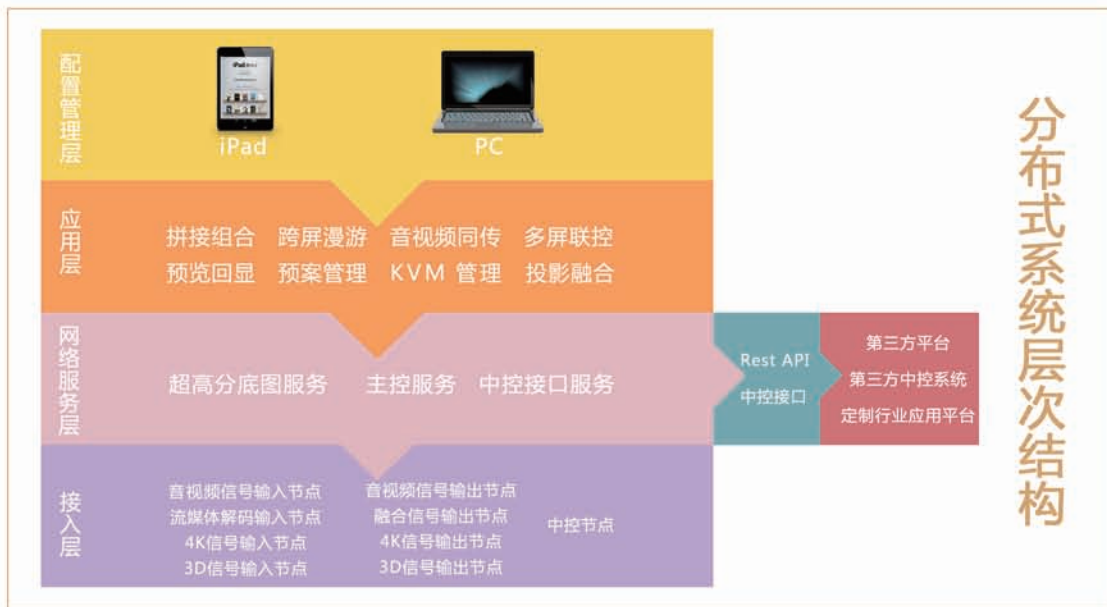 分布式系统层次结构
配置管理层
iPad
PC
应用层
拼接组合 跨屏漫游 音视频同传 多屏联控
预览回显 预案管理 KVM 管理 投影融合
网络服务层
超高分底图服务 主控服务 中控接口服务
Rest API
中控接口
第三方平台
第三方中控系统
定制行业应用平台
接入层
音视频信号输入节点
流媒体解码输入节点
4K信号输入节点
3D信号输入节点
音视频信号输出节点
融合信号输出节点
4K信号输出节点
3D信号输出节点
中控节点